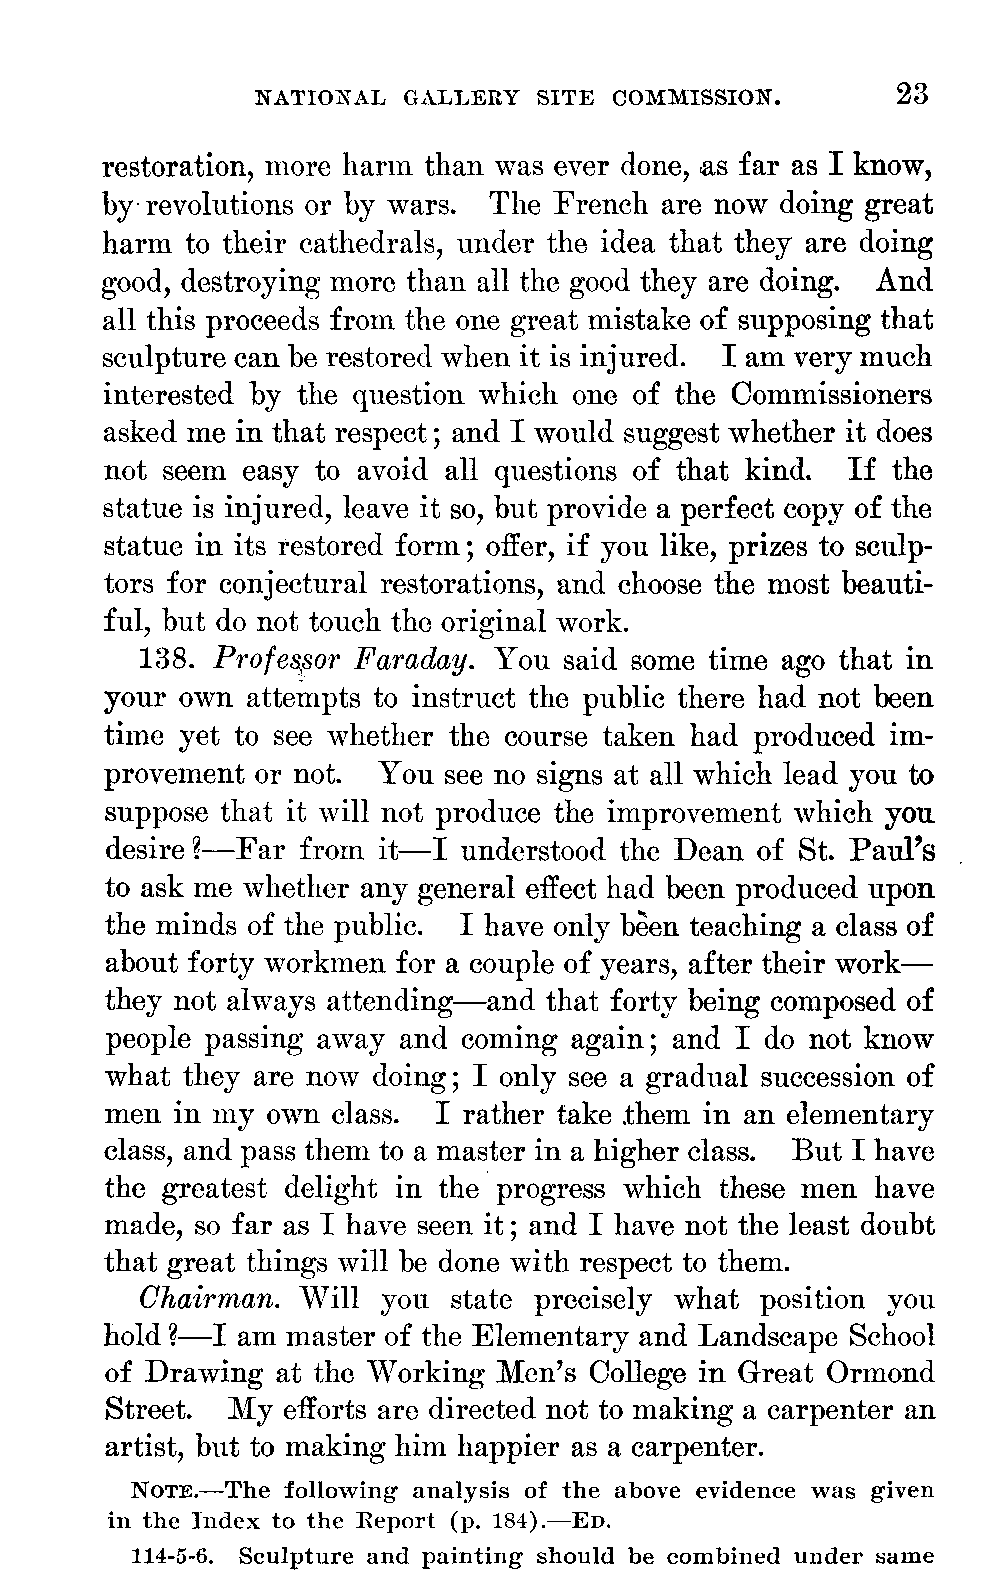 NATIONAL GALLERY SITE COMMISSION. 23
restoration, more harm than was ever done, as far as I know,
by revolutions or by wars. The French are now doing great
harm to their cathedrals, under the idea that they are doing
good, destroying more than all the good they are doing. And
all this proceeds from the one great mistake of supposing that
sculpture can be restored when it is injured. I am very much
interested by the question which one of the Commissioners
asked me in that respect; and I would suggest whether it does
not seem easy to avoid all questions of that kind. If the
statue is injured, leave it so, but provide a perfect copy of the
statue in its restored form; offer, if you like, prizes to sculp-
tors for conjectural restorations, and choose the most beauti-
ful, but do not touch the original work.
138. Professor Faraday. You said some time ago that in
your own attempts to instruct the public there had not been
time yet to see whether the course taken had produced im-
provement or not. You see no signs at all which lead you to
suppose that it will not produce the improvement which you
desire?—Far from it—I understood the Dean of St. Paul's
to ask me whether any general effect had been produced upon
the minds of the public. I have only been teaching a class of
about forty workmen for a couple of years, after their work—
they not always attending—and that forty being composed of
people passing away and coming again; and I do not know
what they are now doing; I only see a gradual succession of
men in my own class. I rather take them in an elementary
class, and pass them to a master in a higher class. But I have
the greatest delight in the progress which these men have
made, so far as I have seen it; and I have not the least doubt
that great things will be done with respect to them.
Chairman. Will you state precisely what position you
hold?—I am master of the Elementary and Landscape School
of Drawing at the Working Men's College in Great Ormond
Street. My efforts are directed not to making a carpenter an
artist, but to making him happier as a carpenter.
NOTE.—The following analysis of the above evidence was given
in the Index to the Report (p. 184).—ED.
114-5-6. Sculpture and painting should be combined under same